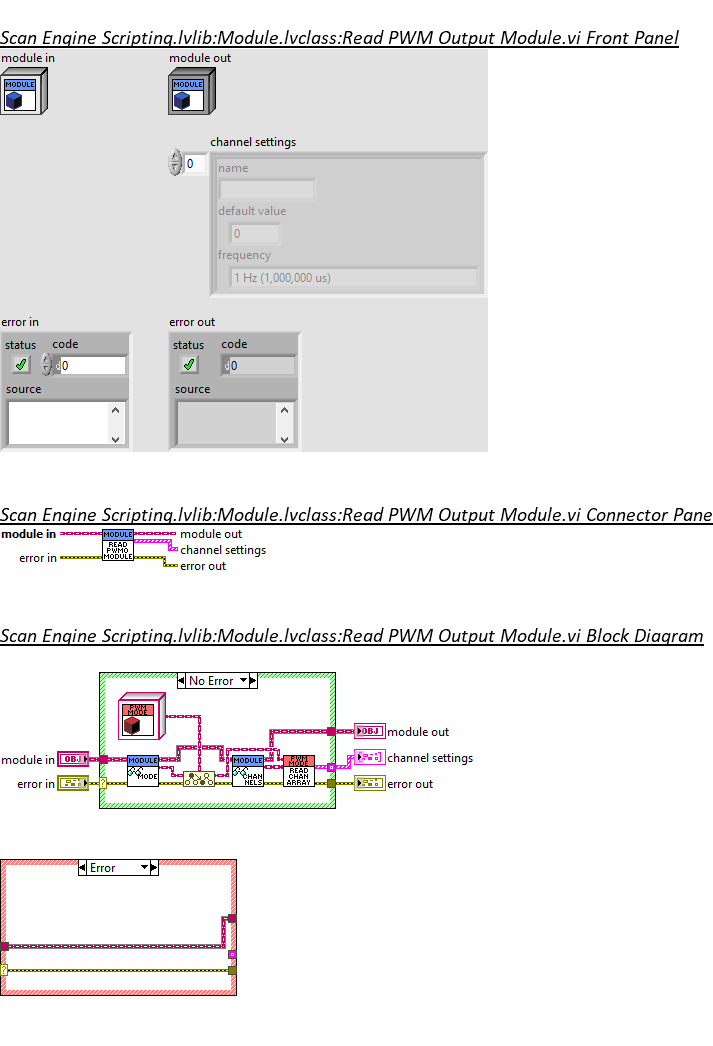 Scan Engine Scripting.lvlib:Module.lvclass:Read PWM Output Module.vi Front Panel
module in
module out
MODULE
MODULE
channel settings
0
name
default value
0
frequency
1 Hz (1,000,000 us)
error in
error out
status
code
status
code
d0
d0
source
source
Scan Engine Scripting.lvlib:Module.lvclass:Read PWM Output Module.vi Connector Pane
module in
MODULE
READ
PWMO
MODULE
module out
channel settings
error in
error out
Scan Engine Scripting.lvlib:Module.lvclass:Read PWM Output Module.vi Block Diagram
No Error
PWM
MODE
module in
OBJ
MODULE
MODE
MODULE
CHAN
NELS
PWM
MODE
READ
CHAN
ARRAY
OBJ
module out
channel settings
error in
?
error out
Error
?